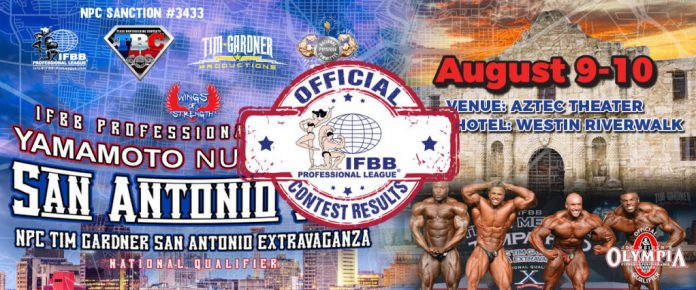 NPC SANCTION #3433
IFBB
PROFESSIONAL LEAGUE
TBC
TIM GARDNER
PRODUCTIONS
WINGS
OF
STRENGTH
IFBB PROFESSIONAL
YAMAMOTO NU
SAN ANTONIO
NPC TIM GARDNER SAN ANTONIO EXTRAVAGANZA
NATIONAL QUALIFIER
OFFICIAL
IFBB
PROFESSIONAL LEAGUE
CONTEST RESULTS
August 9-10
VENUE: AZTEC THEATER
HOTEL: WESTIN RIVERWALK
IFBB
OFFICIAL
OLYMPIA